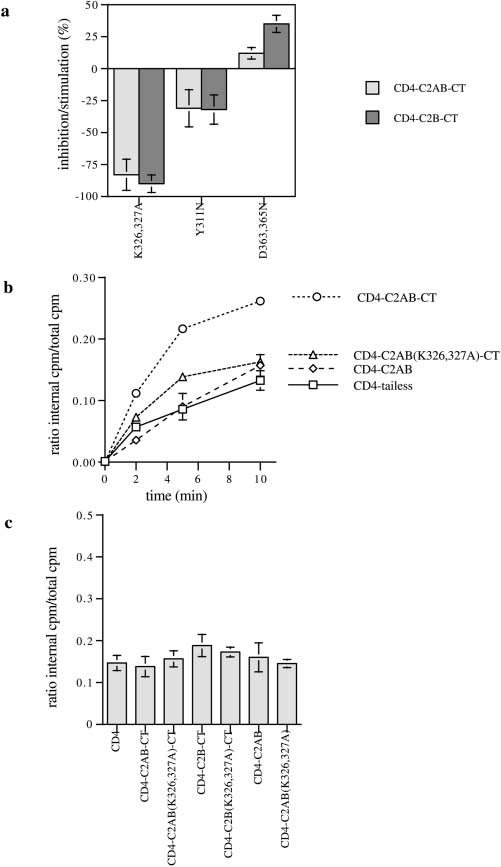 a
50
25
0
-25
-50
-75
-100
inhibition/stimulation (%)
K326,327A
Y311N
D363,365N
CD4-C2AB-CT
CD4-C2B-CT
b
0.30
0.20
0.10
0.00
ratio internal cpm/total cpm
0 2 4 6 8 10
time (min)
CD4-C2AB-CT
CD4-C2AB(K326,327A)-CT
CD4-C2AB
CD4-tailess
c
0.5
0.4
0.3
0.2
0.1
0
ratio internal cpm/total cpm
CD4
CD4-C2AB-CT
CD4-C2AB(K326,327A)-CT
CD4-C2B-CT
CD4-C2B(K326,327A)-CT
CD4-C2AB
CD4-C2AB(K326,327A)